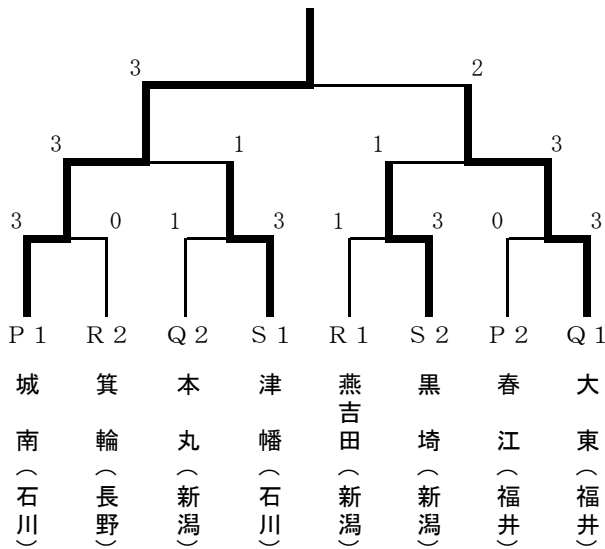 3 2
3 1 1 3
3 0 1 3 1 3 0 3
P1 R2 Q2 S1 R1 S2 P2 Q1
城南(石川)
箕輪(長野)
本丸(新潟)
津幡(石川)
燕吉田(新潟)
黒埼(新潟)
春江(福井)
大東(福井)